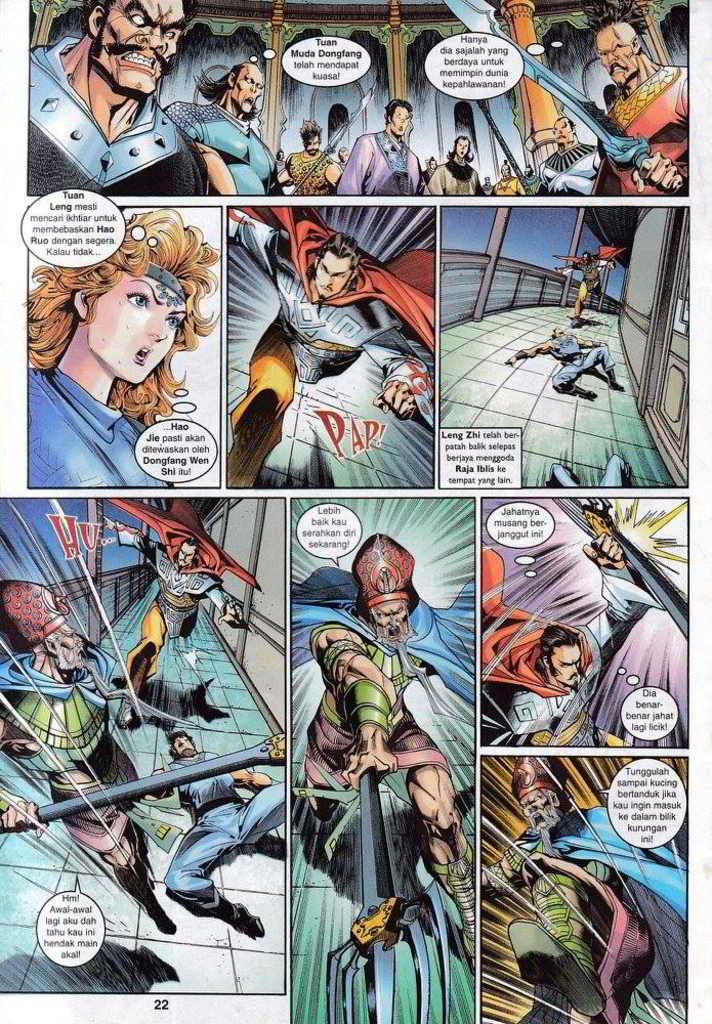 Tuan
Muda Dongfang
telah mendapat
kuasa!
Hanya
dia sajalah yang
berdaya untuk
memimpin dunia
kepahlawanan!
Tuan
Leng mesti
mencari ikhtiar untuk
membebaskan Hao
Ruo dengan segera.
Kalau tidak...
...Hao
Jie pasti akan
ditewaskan oleh
Dongfang Wen
Shi itu!
PAP!
Leng Zhi telah ber-
patah balik selepas
berjaya menggoda
Raja Iblis ke
tempat yang lain.
HU...
Hm!
Awal-awal
lagi aku dah
tahu kau ini
hendak main
akal!
Lebih
baik kau
serahkan diri
sekarang!
Jahatnya
musang ber-
janggut ini!
Dia
benar-
benar jahat
lagi licik!
Tunggulah
sampai kucing
bertanduk jika
kau ingin masuk
ke dalam bilik
kurungan
ini!
22